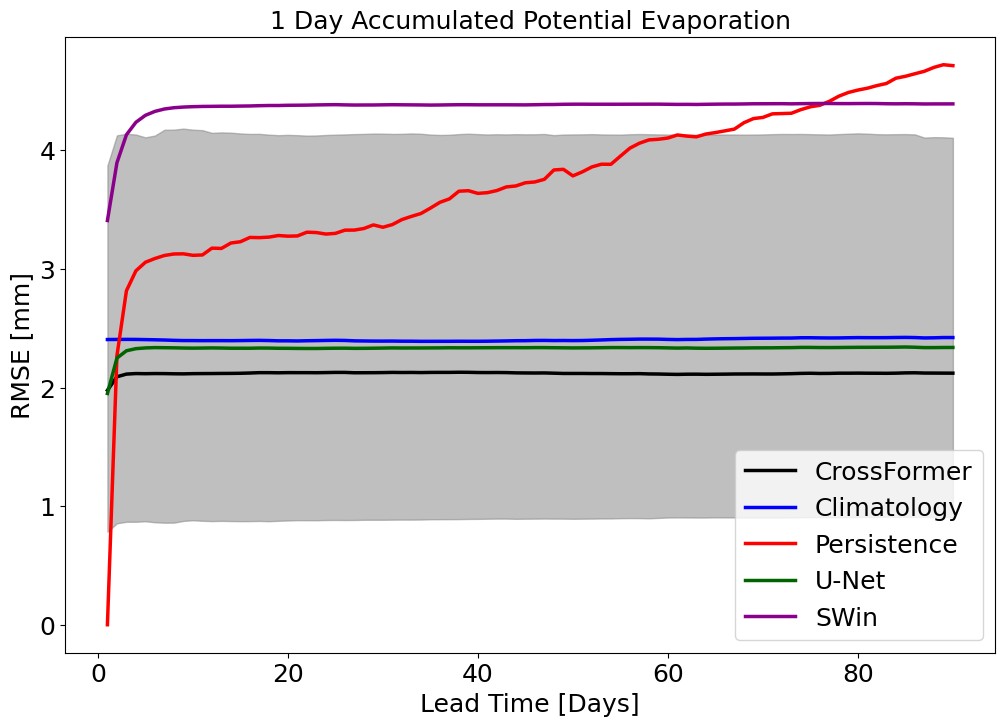 1 Day Accumulated Potential Evaporation
RMSE [mm]
4
3
2
1
0
CrossFormer
Climatology
Persistence
U-Net
SWin
0 20 40 60 80
Lead Time [Days]